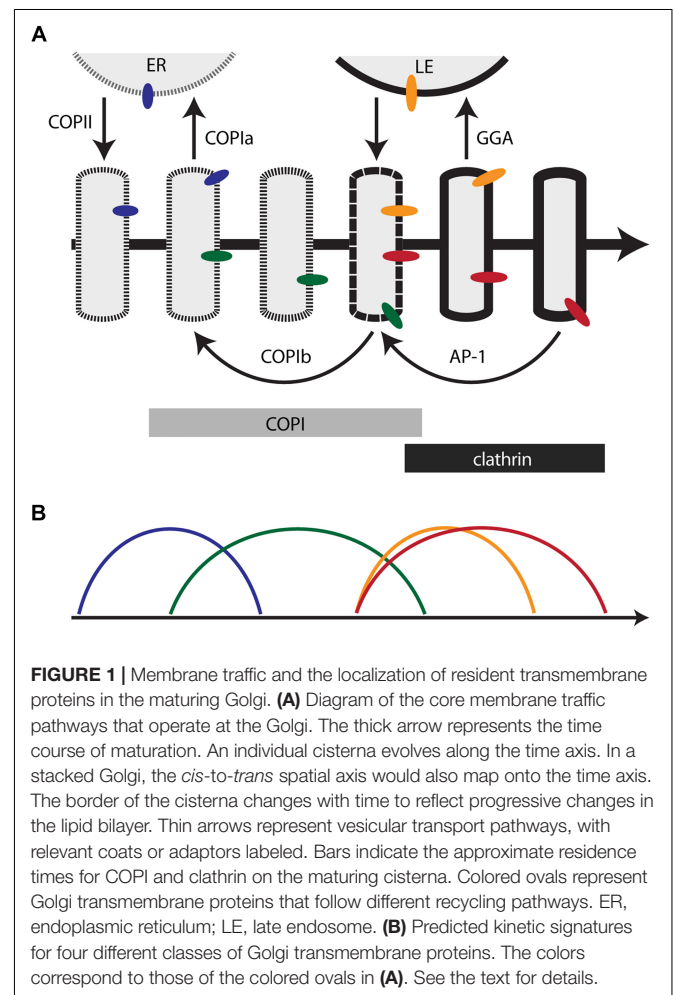 A
ER
LE
COPII
COPIa
GGA
COPIb
AP-1
COPI
clathrin
B
FIGURE 1 | Membrane traffic and the localization of resident transmembrane
proteins in the maturing Golgi. (A) Diagram of the core membrane traffic
pathways that operate at the Golgi. The thick arrow represents the time
course of maturation. An individual cisterna evolves along the time axis. In a
stacked Golgi, the cis-to-trans spatial axis would also map onto the time axis.
The border of the cisterna changes with time to reflect progressive changes in
the lipid bilayer. Thin arrows represent vesicular transport pathways, with
relevant coats or adaptors labeled. Bars indicate the approximate residence
times for COPI and clathrin on the maturing cisterna. Colored ovals represent
Golgi transmembrane proteins that follow different recycling pathways. ER,
endoplasmic reticulum; LE, late endosome. (B) Predicted kinetic signatures
for four different classes of Golgi transmembrane proteins. The colors
correspond to those of the colored ovals in (A). See the text for details.